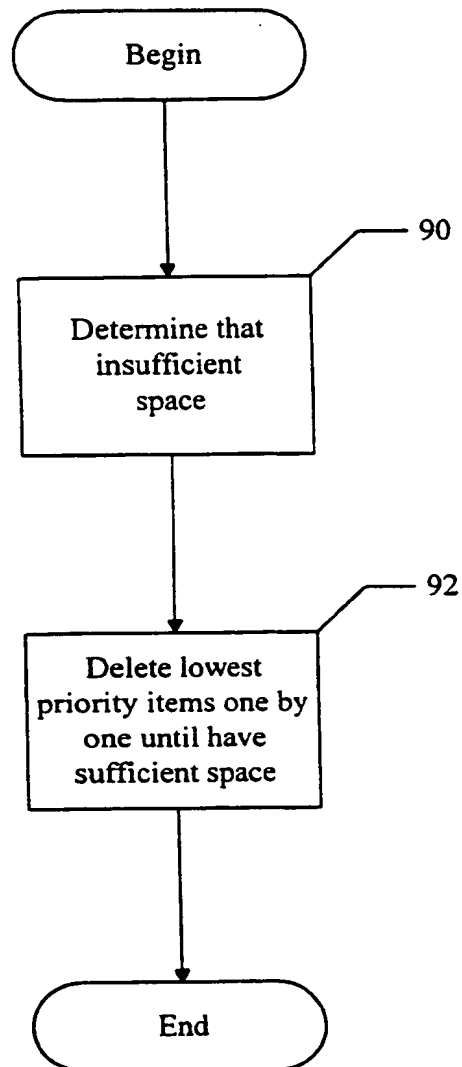 Begin
90
Determine that
insufficient
space
92
Delete lowest
priority items one by
one until have
sufficient space
End